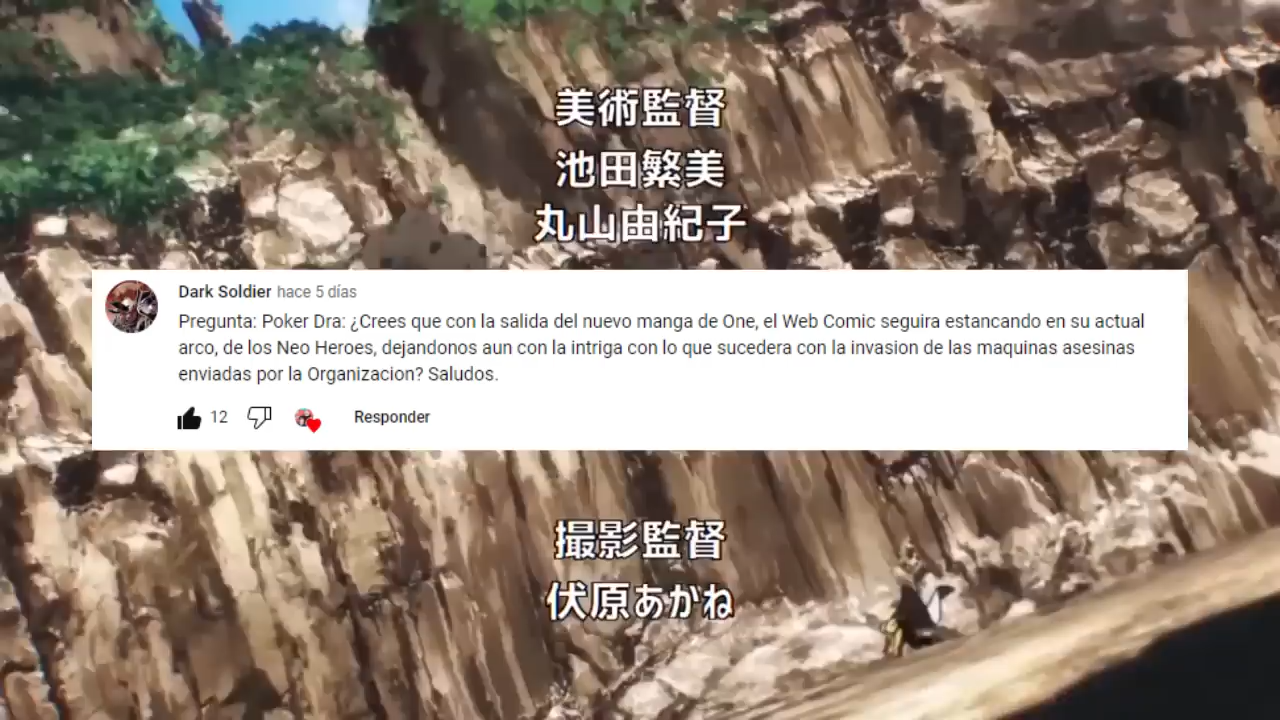 美術監督
池田繁美
丸山由紀子
Dark Soldier hace 5 días
Pregunta: Poker Dra: ¿Crees que con la salida del nuevo manga de One, el Web Comic seguira estancando en su actual
arco, de los Neo Heroes, dejandonos aun con la intriga con lo que sucedera con la invasion de las maquinas asesinas
enviadas por la Organizacion? Saludos.
12 Responder
撮影監督
伏原あかね